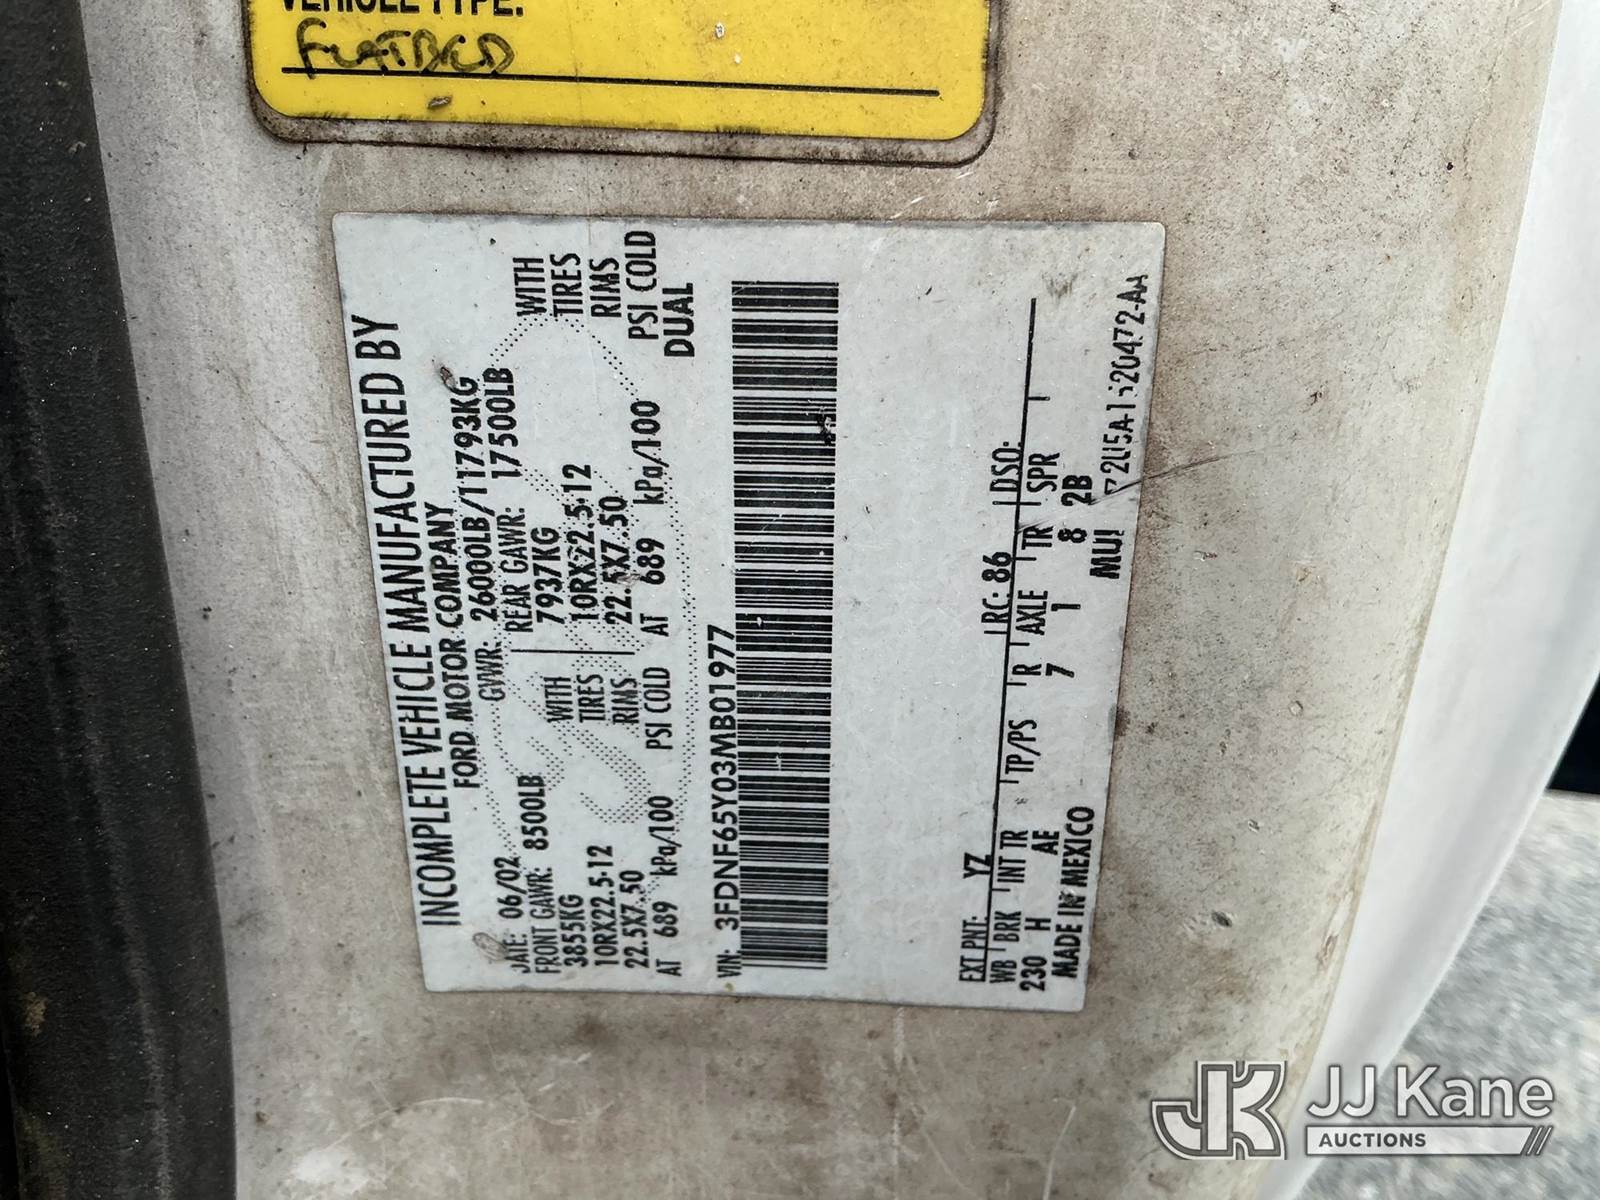 VEHICLE TYPE:
FLATBED
INCOMPLETE VEHICLE MANUFACTURED BY
FORD MOTOR COMPANY
DATE: 06/02 GVWR: 26000LB/11793KG
FRONT GAWR: 8500LB REAR GAWR: 17500LB
3855KG WITH 7937KG WITH
10RX22.5-12 TIRES 10RX22.5-12 TIRES
22.5X7.50 RIMS 22.5X7.50 RIMS
AT 689 kPa/100 PSI COLD AT 689 kPa/100 PSI COLD
DUAL
VIN: 3FDNF65Y03MB01977
EXT PNT: YZ RC: 86 DSO:
WB BRK INT TR TP/PS R AXLE TR SPR
230 H AE 7 1 8 2B
MADE IN MEXICO
JJ Kane
AUCTIONS